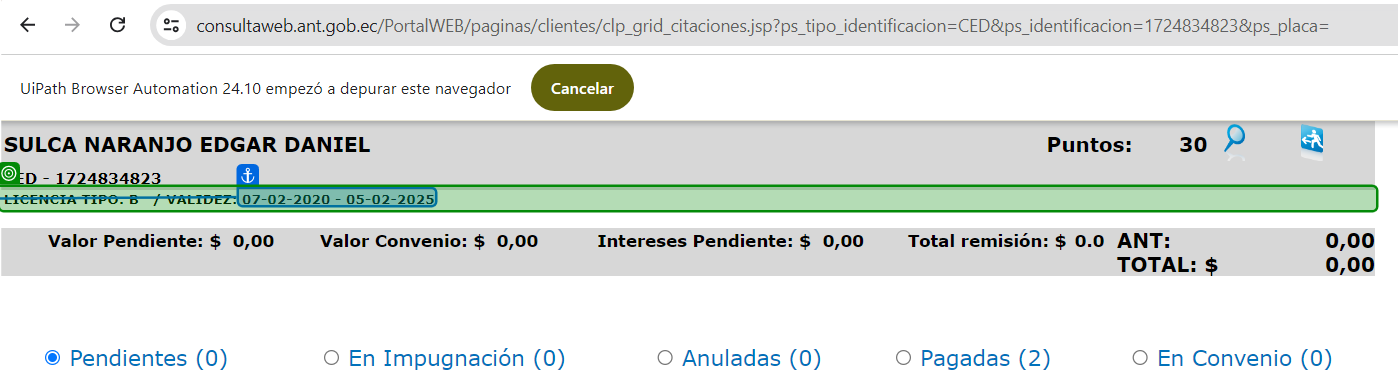 consultaweb.ant.gob.ec/PortalWEB/paginas/clientes/clp_grid_citaciones.jsp?ps_tipo_identificacion=CED&ps_identificacion=1724834823&ps_placa=
UiPath Browser Automation 24.10 empezó a depurar este navegador Cancelar
SULCA NARANJO EDGAR DANIEL Puntos: 30
ED - 1724834823
LICENCIA TIPO: B / VALIDEZ: 07-02-2020 - 05-02-2025
Valor Pendiente: $ 0,00 Valor Convenio: $ 0,00 Intereses Pendiente: $ 0,00 Total remisión: $ 0.0 ANT: 0,00
TOTAL: $ 0,00
Pendientes (0) En Impugnación (0) Anuladas (0) Pagadas (2) En Convenio (0)